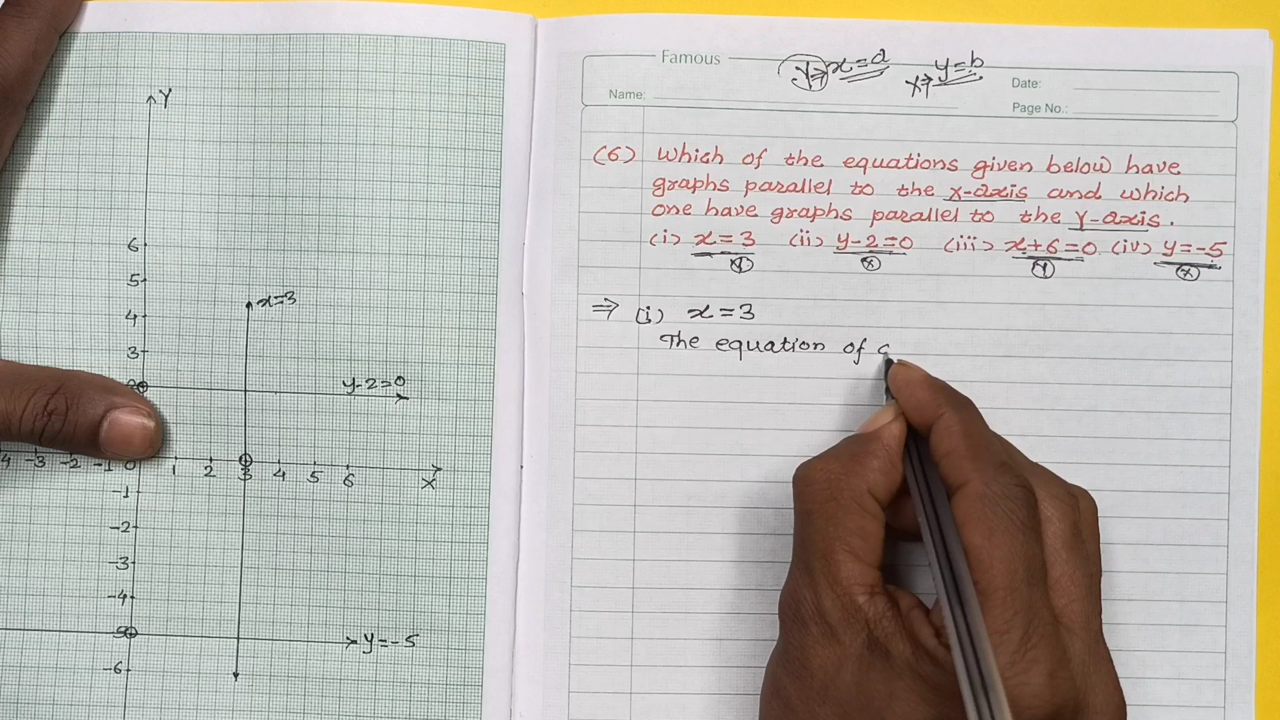 Y
6
5
4
3
x=3
y-2=0
4 -3 -2 -1 0 1 2 3 4 5 6
X
-1
-2
-3
-4
-5
y=-5
-6
Famous
Y⇒ x=a
X⇒ y=b
Name:
Date:
Page No.:
(6) Which of the equations given below have
graphs parallel to the x-axis and which
one have graphs parallel to the Y-axis.
(i) x=3 (ii) y-2=0 (iii) x+6=0. (iv) y=-5
Y X Y X
⇒ (i) x=3
The equation of